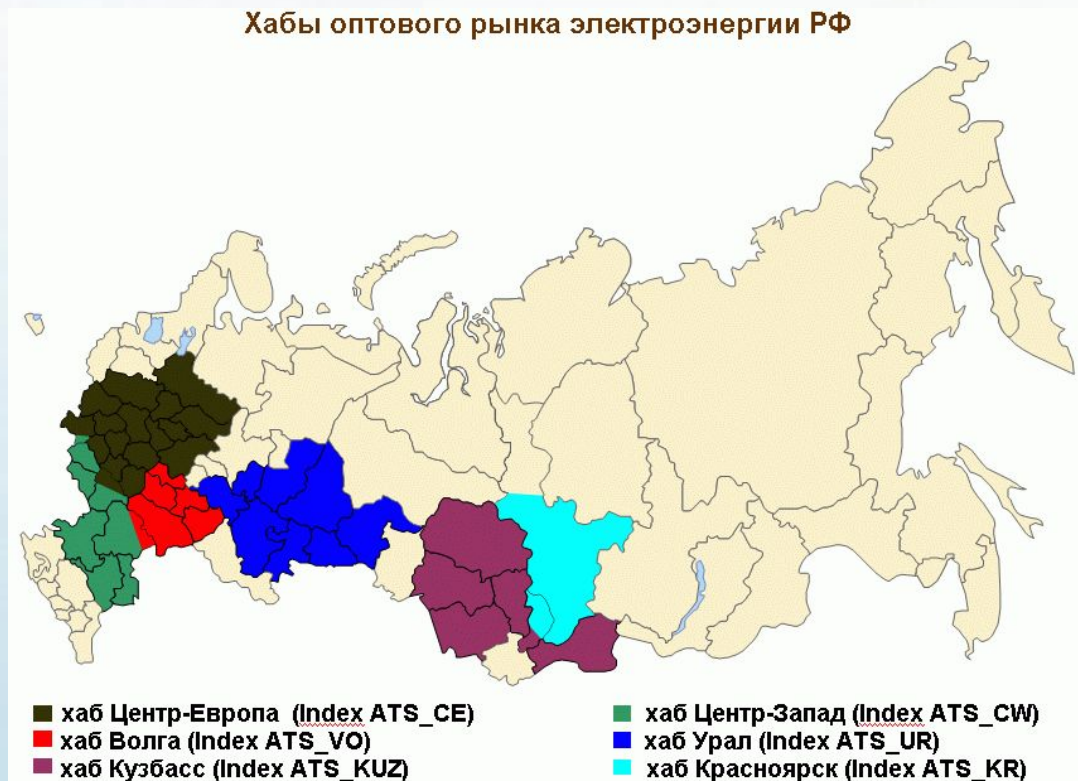 Хабы оптового рынка электроэнергии РФ
хаб Центр-Европа (Index ATS_CE)
хаб Волга (Index ATS_VO)
хаб Кузбасс (Index ATS_KUZ)
хаб Центр-Запад (Index ATS_CW)
хаб Урал (Index ATS_UR)
хаб Красноярск (Index ATS_KR)